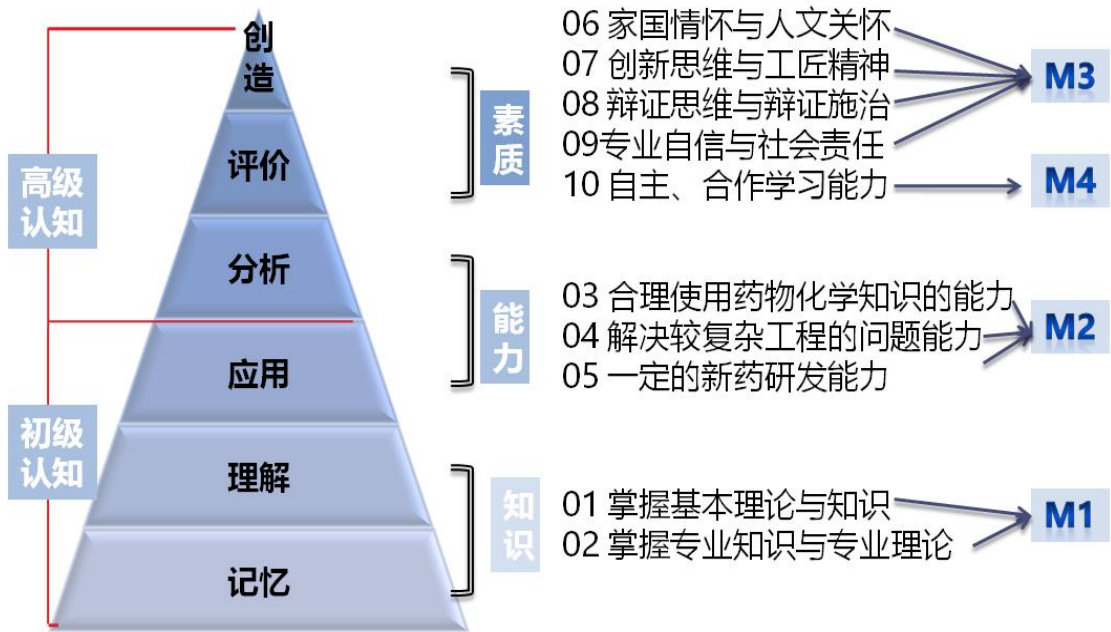 创
造
评价
分析
应用
理解
记忆
高级
认知
初级
认知
素
质
能
力
知
识
06 家国情怀与人文关怀
07 创新思维与工匠精神
08 辩证思维与辩证施治
09专业自信与社会责任
10 自主、合作学习能力
M3
M4
03 合理使用药物化学知识的能力
04 解决较复杂工程的问题能力
05 一定的新药研发能力
M2
01 掌握基本理论与知识
02 掌握专业知识与专业理论
M1